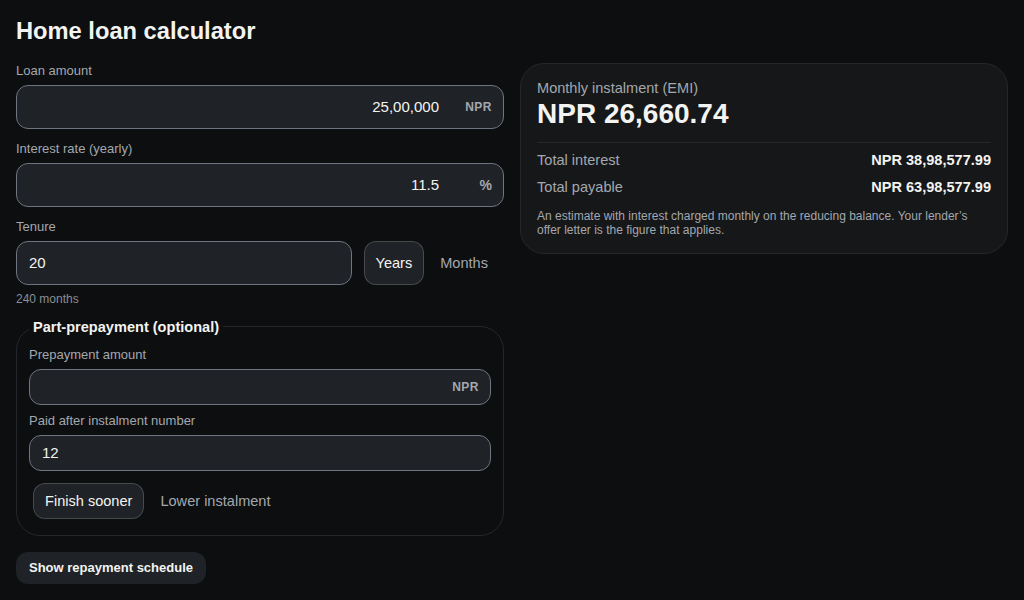 Home loan calculator
Loan amount
25,00,000 NPR
Interest rate (yearly)
11.5 %
Tenure
20 Years Months
240 months
Part-prepayment (optional)
Prepayment amount
NPR
Paid after instalment number
12
Finish sooner Lower instalment
Show repayment schedule
Monthly instalment (EMI)
NPR 26,660.74
Total interest NPR 38,98,577.99
Total payable NPR 63,98,577.99
An estimate with interest charged monthly on the reducing balance. Your lender’s
offer letter is the figure that applies.